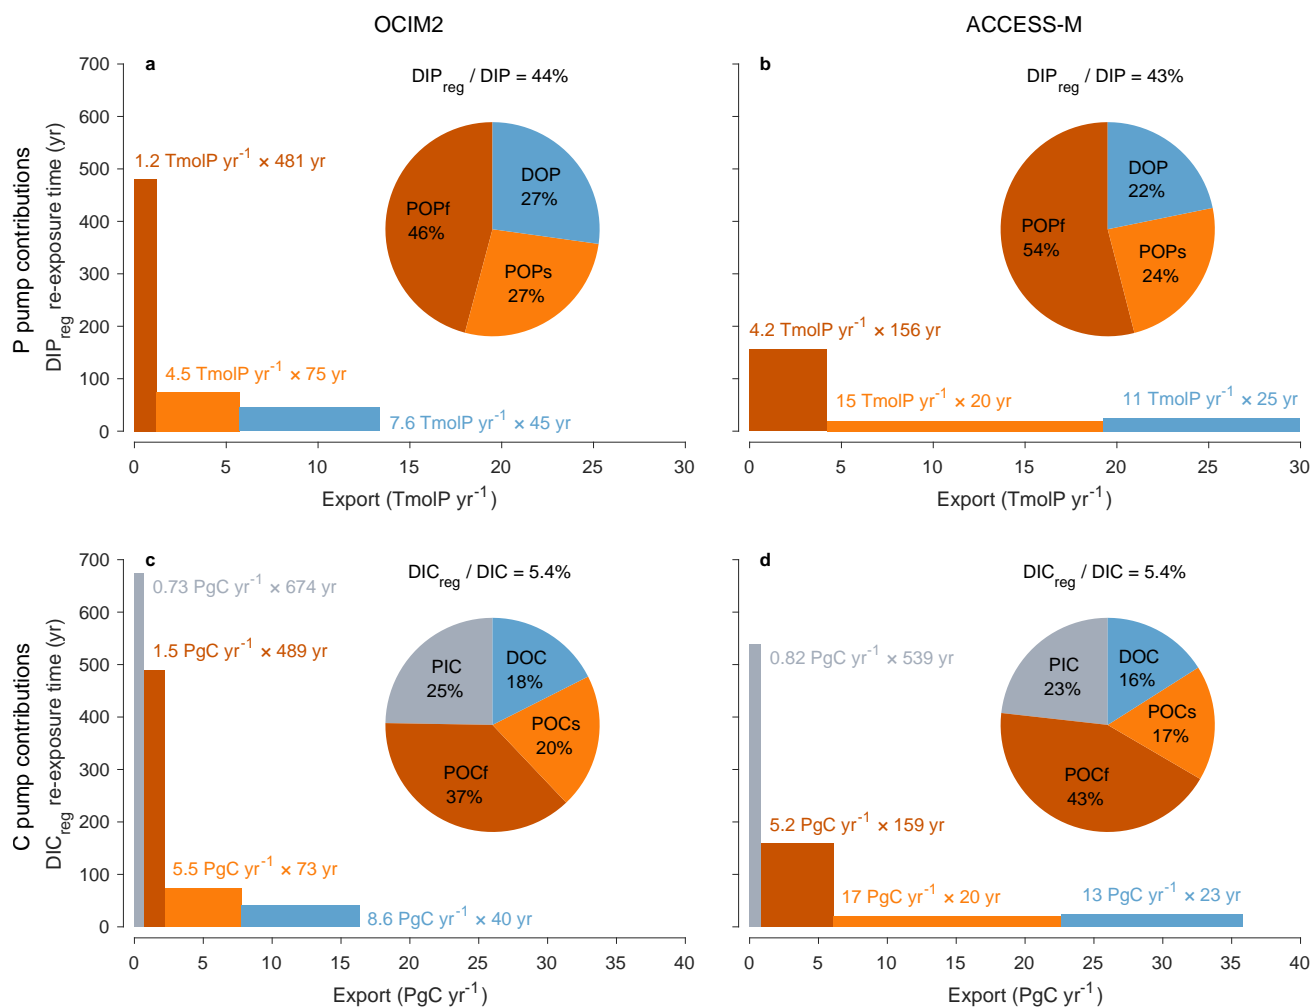 OCIM2
ACCESS-M
P pump contributions
DIP_reg re-exposure time (yr)
a
DIP_reg / DIP = 44%
700
600
500
400
300
200
100
0
1.2 TmolP yr⁻¹ × 481 yr
4.5 TmolP yr⁻¹ × 75 yr
7.6 TmolP yr⁻¹ × 45 yr
DOP
27%
POPf
46%
POPs
27%
0 5 10 15 20 25 30
Export (TmolP yr⁻¹)
b
DIP_reg / DIP = 43%
4.2 TmolP yr⁻¹ × 156 yr
15 TmolP yr⁻¹ × 20 yr
11 TmolP yr⁻¹ × 25 yr
DOP
22%
POPf
54%
POPs
24%
0 5 10 15 20 25 30
Export (TmolP yr⁻¹)
C pump contributions
DIC_reg re-exposure time (yr)
c
DIC_reg / DIC = 5.4%
700
600
500
400
300
200
100
0
0.73 PgC yr⁻¹ × 674 yr
1.5 PgC yr⁻¹ × 489 yr
5.5 PgC yr⁻¹ × 73 yr
8.6 PgC yr⁻¹ × 40 yr
PIC
25%
DOC
18%
POCs
20%
POCf
37%
0 5 10 15 20 25 30 35 40
Export (PgC yr⁻¹)
d
DIC_reg / DIC = 5.4%
0.82 PgC yr⁻¹ × 539 yr
5.2 PgC yr⁻¹ × 159 yr
17 PgC yr⁻¹ × 20 yr
13 PgC yr⁻¹ × 23 yr
PIC
23%
DOC
16%
POCs
17%
POCf
43%
0 5 10 15 20 25 30 35 40
Export (PgC yr⁻¹)